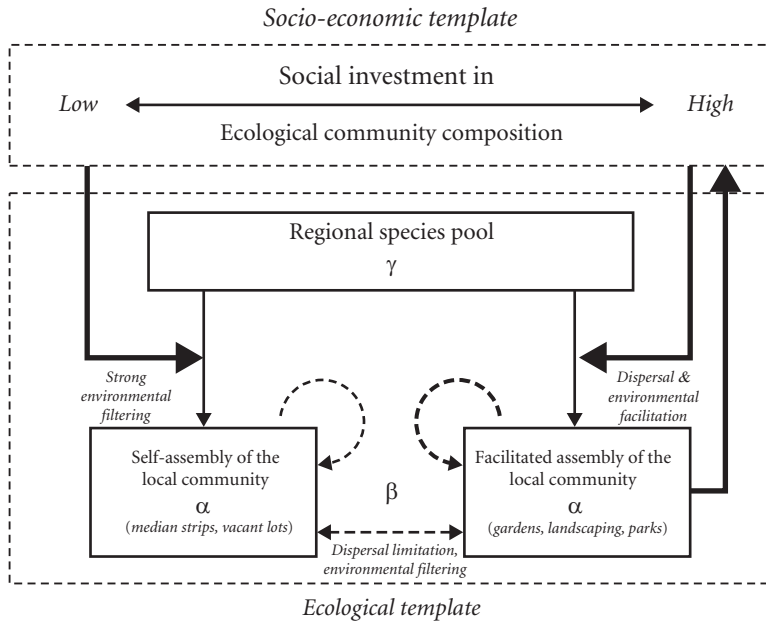 Socio-economic template
Social investment in
Low
High
Ecological community composition
Regional species pool
γ
Strong
environmental
filtering
Dispersal &
environmental
facilitation
Self-assembly of the
local community
α
(median strips, vacant lots)
β
Facilitated assembly of the
local community
α
(gardens, landscaping, parks)
Dispersal limitation,
environmental filtering
Ecological template